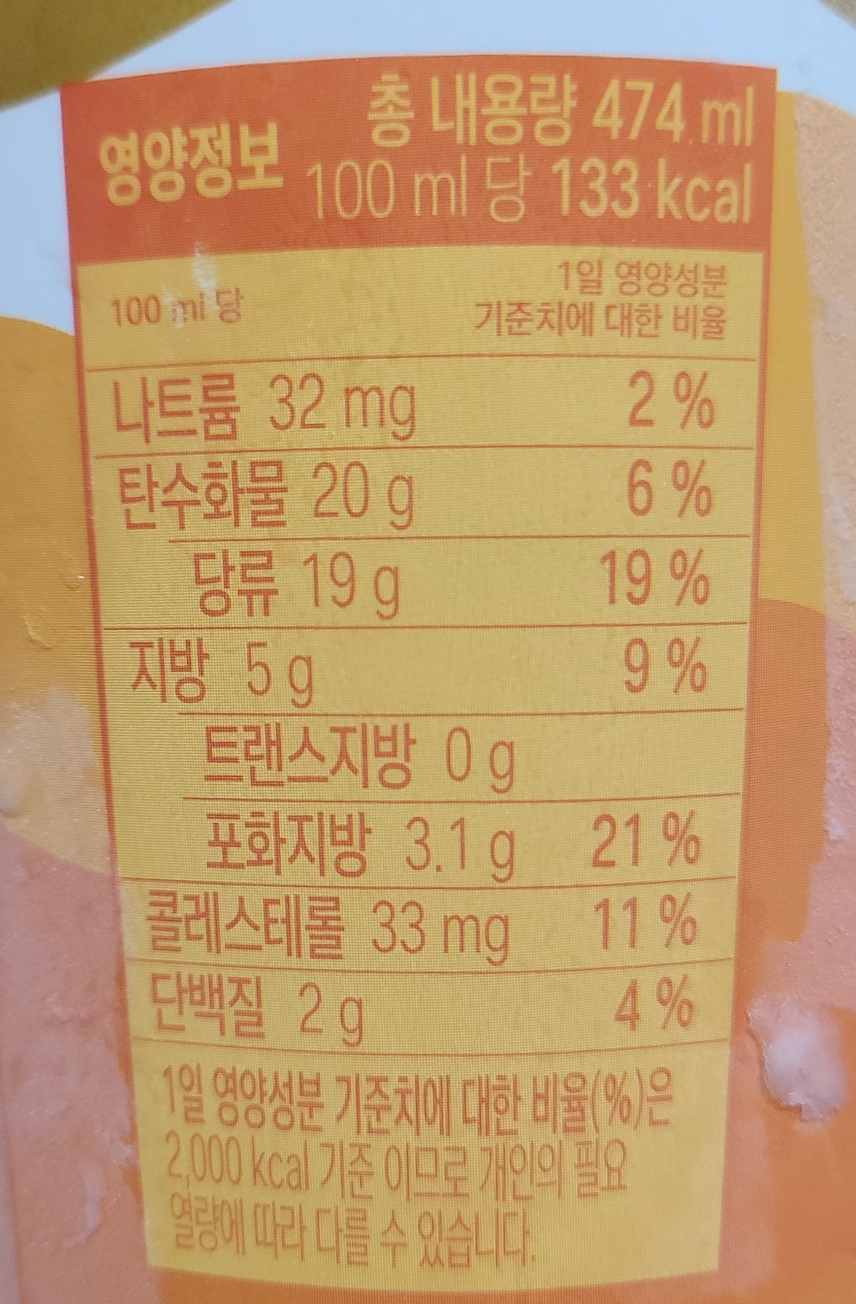 영양정보
총 내용량 474 ml
100 ml 당 133 kcal
100 ml 당
1일 영양성분
기준치에 대한 비율
나트륨 32 mg 2 %
탄수화물 20 g 6 %
당류 19 g 19 %
지방 5 g 9 %
트랜스지방 0 g
포화지방 3.1 g 21 %
콜레스테롤 33 mg 11 %
단백질 2 g 4 %
1일 영양성분 기준치에 대한 비율(%)은
2,000 kcal 기준 이므로 개인의 필요
열량에 따라 다를 수 있습니다.